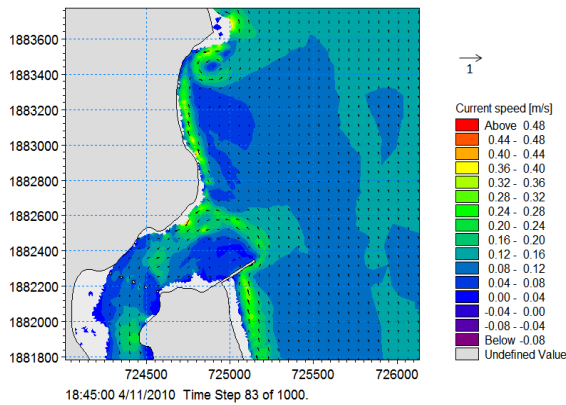 1883600
1883400
1883200
1883000
1882800
1882600
1882400
1882200
1882000
1881800
724500
725000
725500
726000
18:45:00 4/11/2010 Time Step 83 of 1000.
1
Current speed [m/s]
Above 0.48
0.44 - 0.48
0.40 - 0.44
0.36 - 0.40
0.32 - 0.36
0.28 - 0.32
0.24 - 0.28
0.20 - 0.24
0.16 - 0.20
0.12 - 0.16
0.08 - 0.12
0.04 - 0.08
0.00 - 0.04
-0.04 - 0.00
-0.08 - -0.04
Below -0.08
Undefined Value